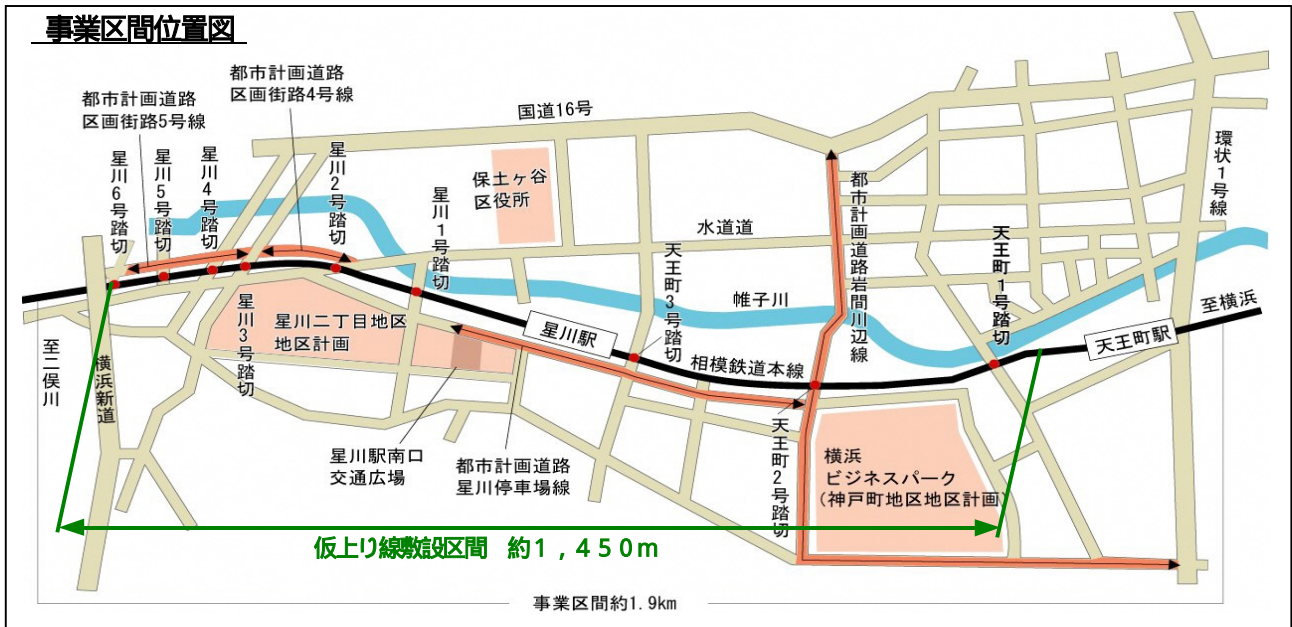 事業区間位置図
都市計画道路
区画街路4号線
都市計画道路
区画街路5号線
国道16号
環状1号線
星川6号踏切
星川5号踏切
星川4号踏切
星川2号踏切
星川1号踏切
保土ヶ谷
区役所
都市計画道路岩間川辺線
水道道
天王町3号踏切
天王町1号踏切
帷子川
至横浜
星川3号踏切
星川二丁目地区
地区計画
星川駅
天王町駅
相模鉄道本線
至二俣川
横浜新道
星川駅南口
交通広場
都市計画道路
星川停車場線
天王町2号踏切
横浜
ビジネスパーク
(神戸町地区地区計画)
仮上り線敷設区間 約1,450m
事業区間約1.9km